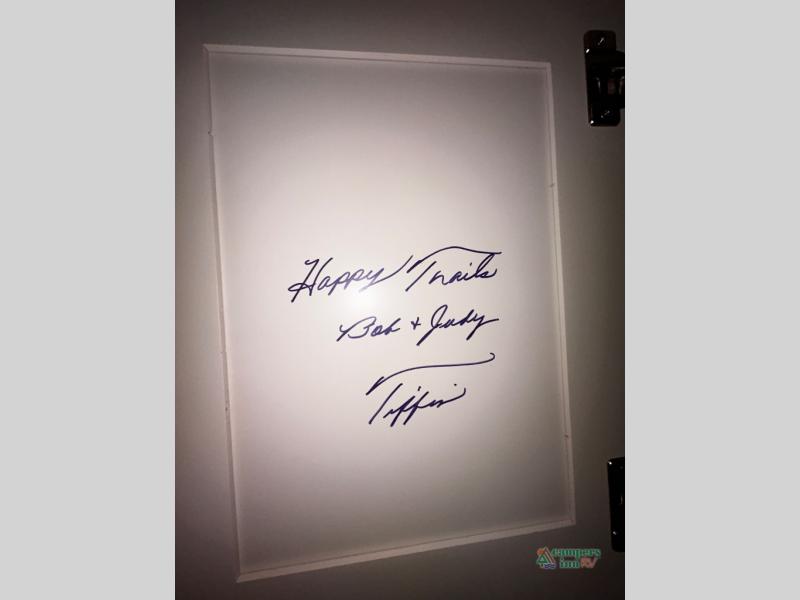 Happy Trails
Bob + Judy
Tiffin
campers
inn RV